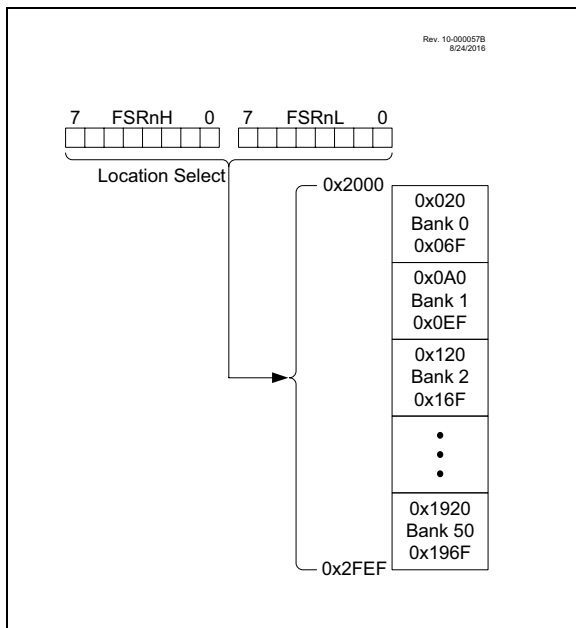 Rev. 10-000057B
8/24/2016
7 FSRnH 0 7 FSRnL 0
Location Select
0x2000
0x020
Bank 0
0x06F
0x0A0
Bank 1
0x0EF
0x120
Bank 2
0x16F
0x1920
Bank 50
0x196F
0x2FEF